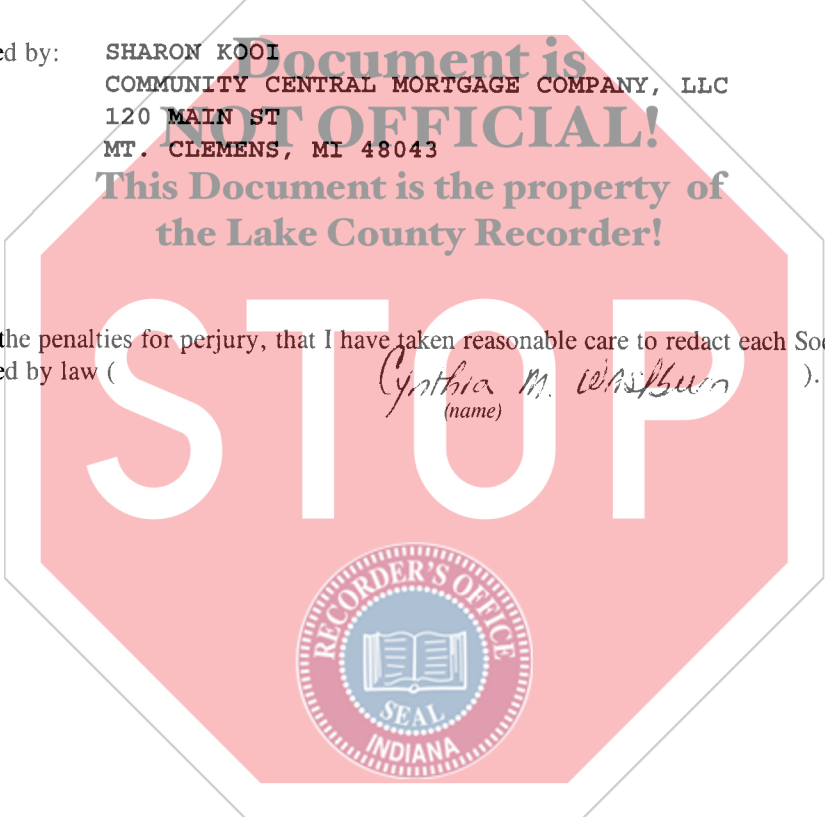 ed by: SHARON KOOI
Document is
COMMUNITY CENTRAL MORTGAGE COMPANY, LLC
120 MAIN ST
NOT OFFICIAL!
MT. CLEMENS, MI 48043
This Document is the property of
the Lake County Recorder!
the penalties for perjury, that I have taken reasonable care to redact each Soc
ed by law ( Cynthia M. Washburn ).
(name)
STOP
RECORDER'S OFFICE
SEAL
INDIANA